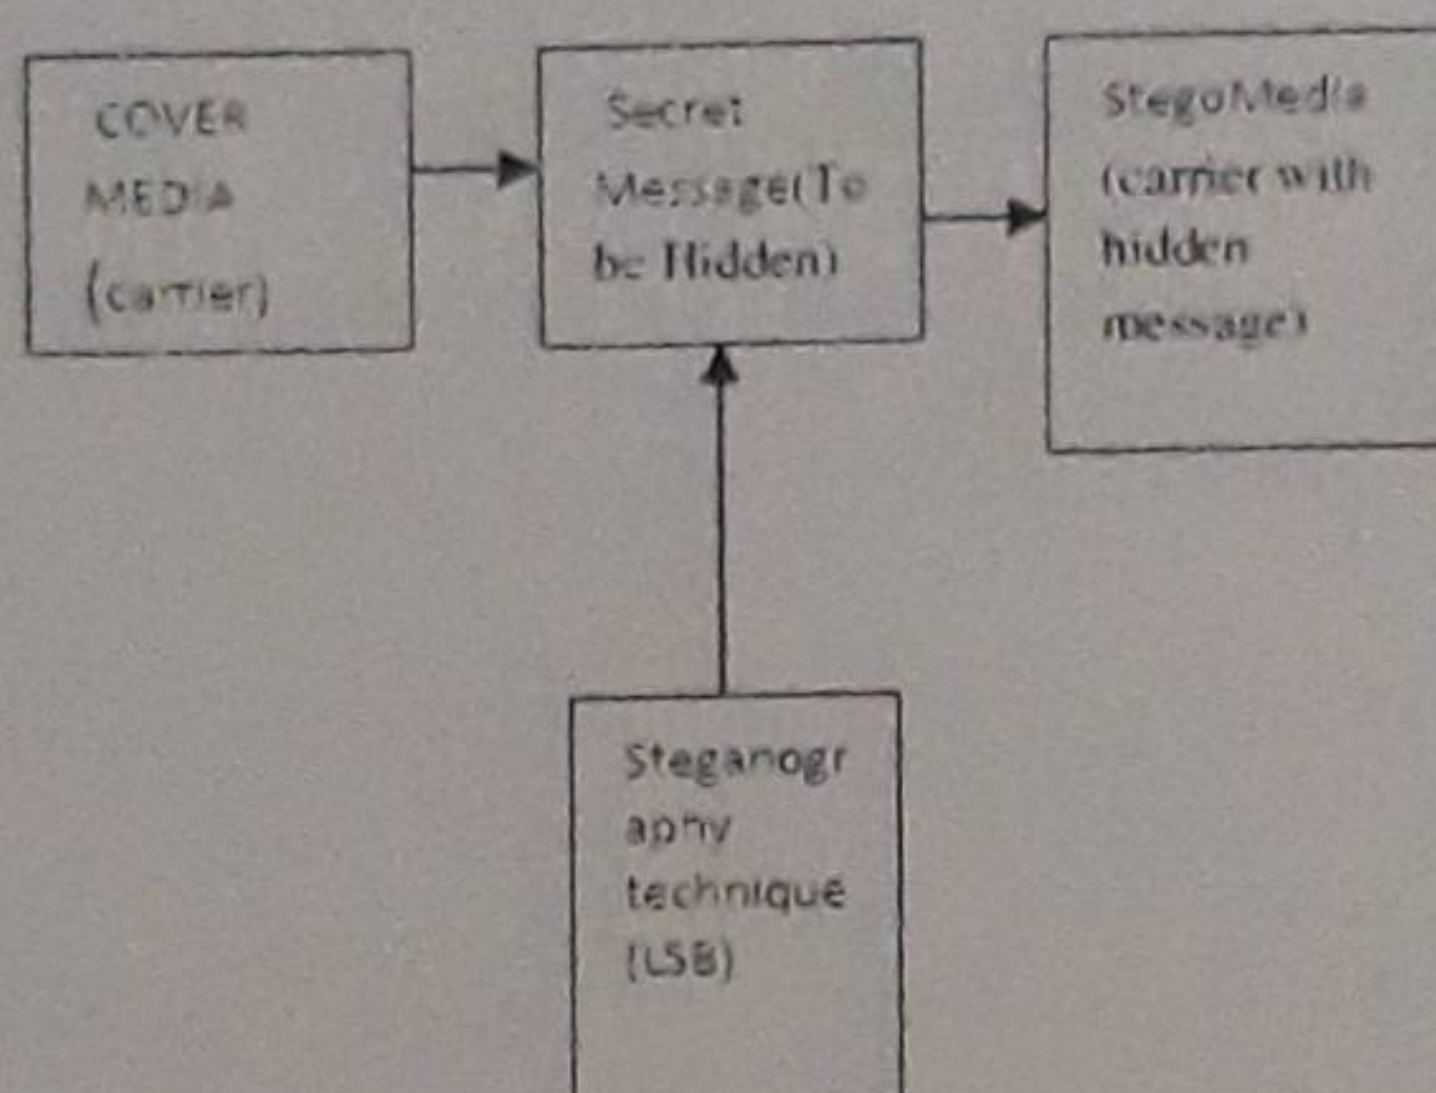 COVER
MEDIA
(carrier)
Secret
Message(To
be Hidden)
StegoMedia
(carrier with
hidden
message)
Steganogr
aphy
technique
(LSB)